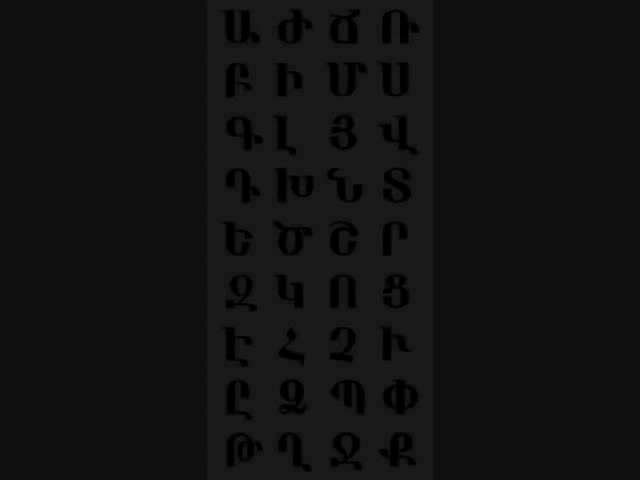 Ա Ժ Ճ Ռ
Բ Ի Մ Ս
Գ Լ Յ Վ
Դ Խ Ն Տ
Ե Ծ Շ Ր
Զ Կ Ո Ց
Է Հ Չ Ւ
Ը Ձ Պ Փ
Թ Ղ Ջ Ք